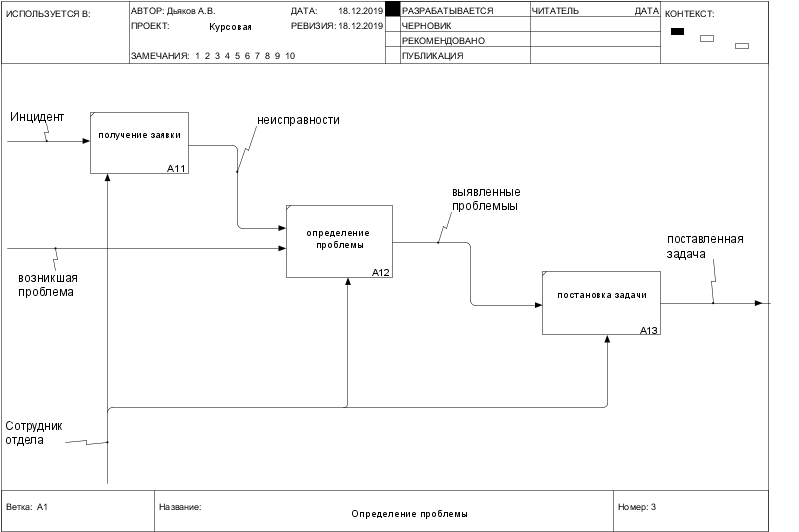 ИСПОЛЬЗУЕТСЯ В:
АВТОР: Дьяков А.В.
ДАТА: 18.12.2019
РАЗРАБАТЫВАЕТСЯ
ЧИТАТЕЛЬ
ДАТА
КОНТЕКСТ:
ПРОЕКТ: Курсовая
РЕВИЗИЯ: 18.12.2019
ЧЕРНОВИК
РЕКОМЕНДОВАНО
ЗАМЕЧАНИЯ: 1 2 3 4 5 6 7 8 9 10
ПУБЛИКАЦИЯ
Инцидент
получение заявки
A11
неисправности
возникшая
проблема
определение
проблемы
A12
выявленные
проблемыы
поставленная
задача
постановка задачи
A13
Сотрудник
отдела
Ветка: A1
Название:
Определение проблемы
Номер: 3